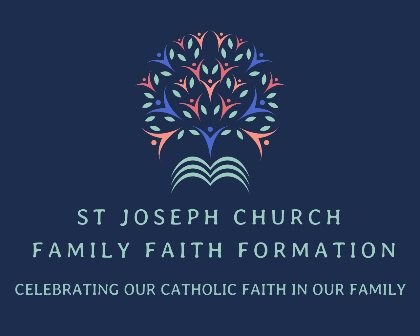 ST JOSEPH CHURCH
FAMILY FAITH FORMATION
CELEBRATING OUR CATHOLIC FAITH IN OUR FAMILY